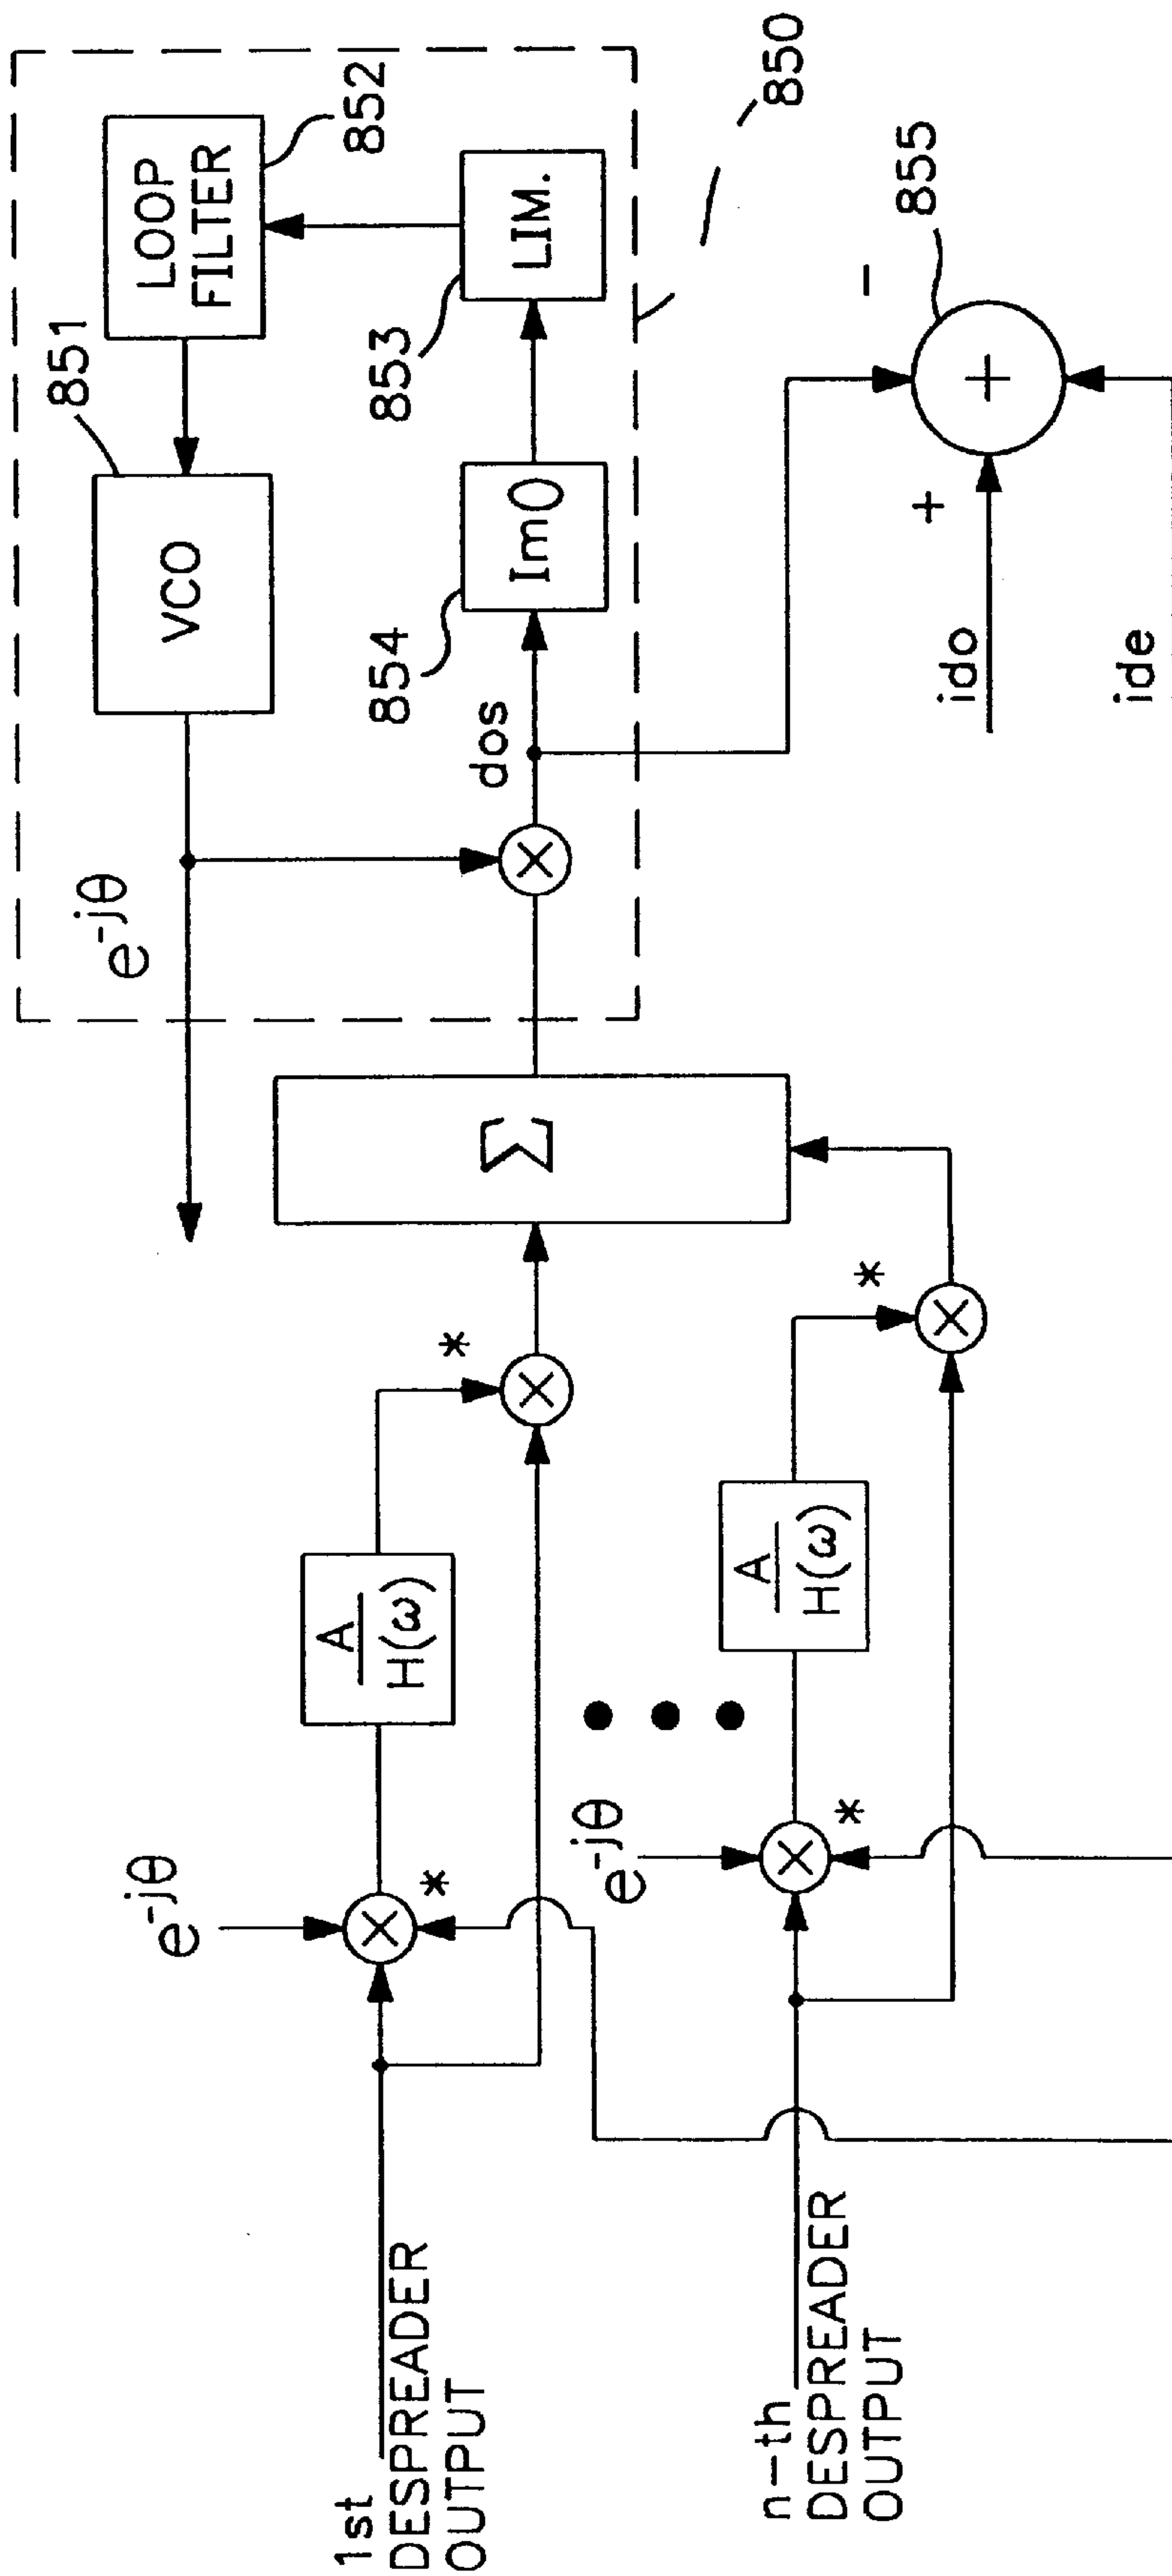 e-jθ
VCO
851
LOOP
FILTER
852
LIM.
853
Im()
854
dos
850
Σ
×
*
×
*
×
A
H(ω)
A
H(ω)
e-jθ
×
*
e-jθ
×
*
-
855
+
+
ido
ide
1st
DESPREADER
OUTPUT
n-th
DESPREADER
OUTPUT